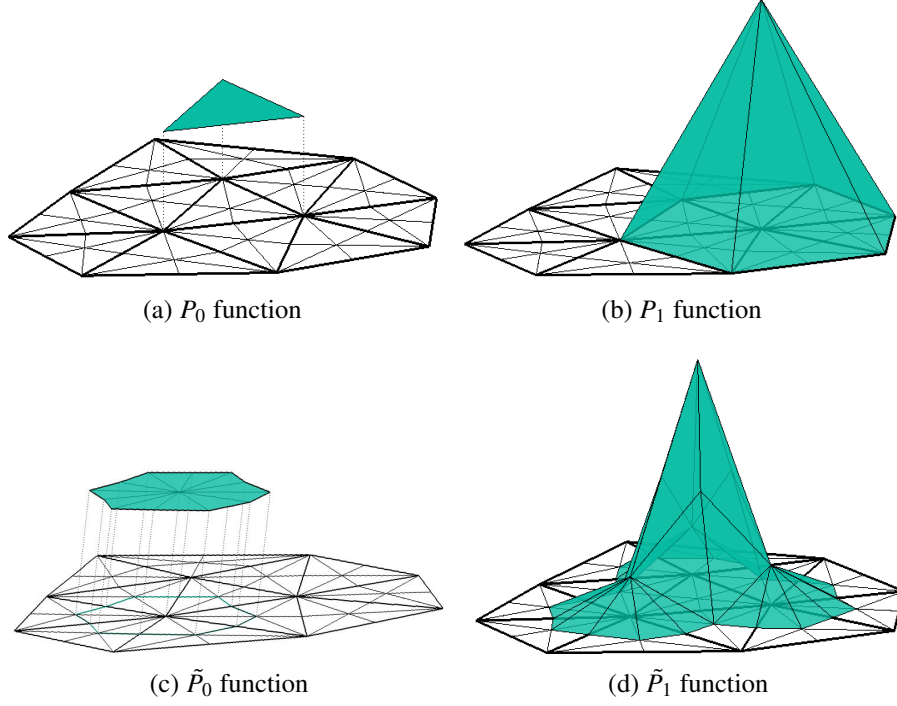 (a) P₀ function
(b) P₁ function
(c) P̃₀ function
(d) P̃₁ function